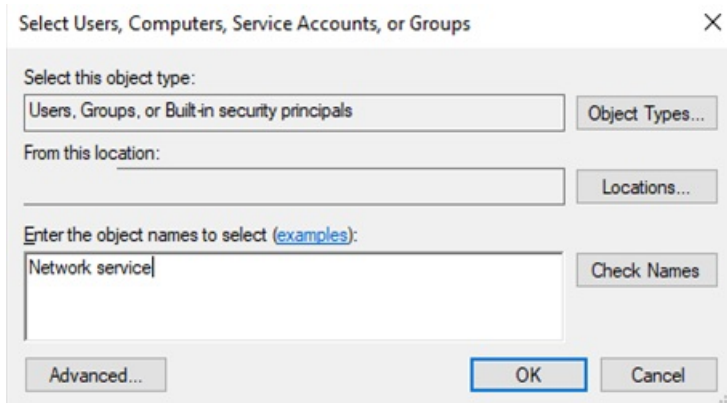 Select Users, Computers, Service Accounts, or Groups
Select this object type:
Users, Groups, or Built-in security principals
Object Types...
From this location:
Locations...
Enter the object names to select (examples):
Network service
Check Names
Advanced...
OK
Cancel